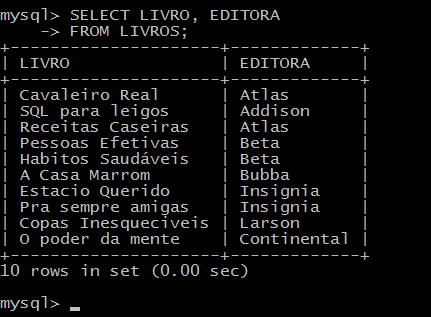 mysql> SELECT LIVRO, EDITORA
    -> FROM LIVROS;
+----------------------+-------------+
| LIVRO                | EDITORA     |
+----------------------+-------------+
| Cavaleiro Real       | Atlas       |
| SQL para leigos      | Addison     |
| Receitas Caseiras    | Atlas       |
| Pessoas Efetivas     | Beta        |
| Habitos Saudáveis    | Beta        |
| A Casa Marrom        | Bubba       |
| Estacio Querido      | Insignia    |
| Pra sempre amigas    | Insignia    |
| Copas Inesqueciveis  | Larson      |
| O poder da mente     | Continental |
+----------------------+-------------+
10 rows in set (0.00 sec)

mysql> _